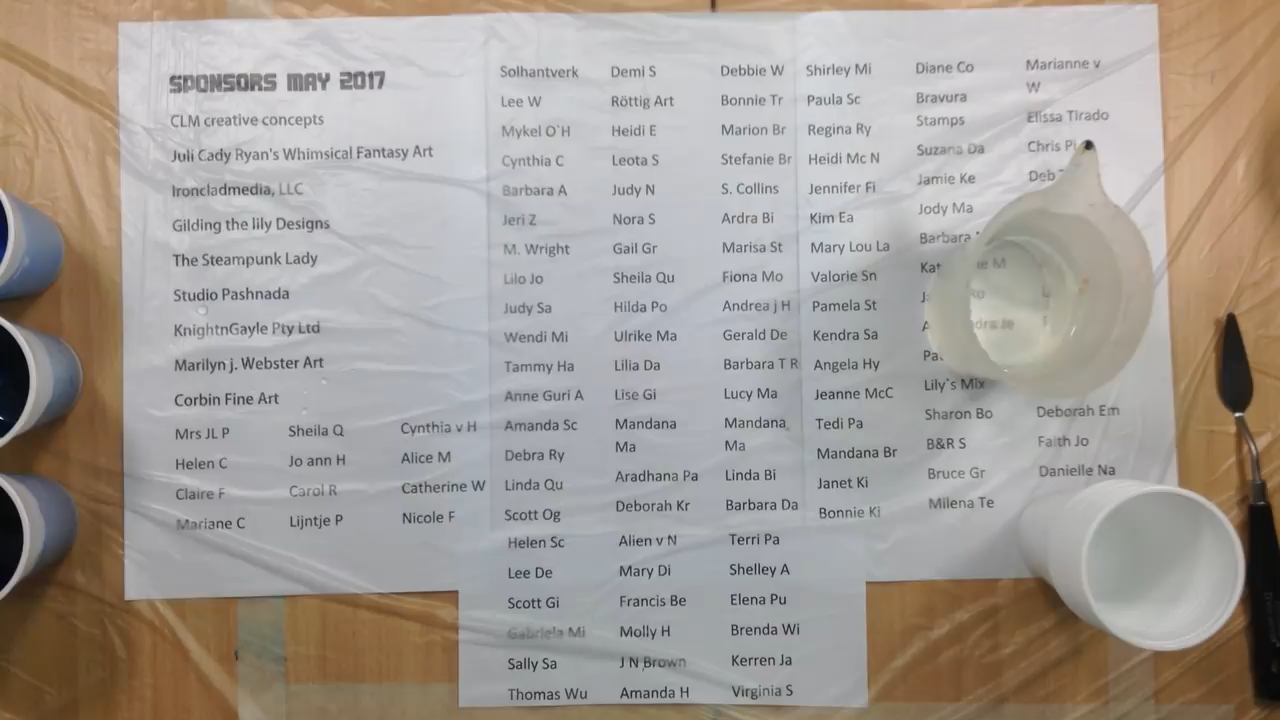 SPONSORS MAY 2017
CLM creative concepts
Juli Cady Ryan's Whimsical Fantasy Art
Ironcladmedia, LLC
Gilding the lily Designs
The Steampunk Lady
Studio Pashnada
KnightnGayle Pty Ltd
Marilyn j. Webster Art
Corbin Fine Art
Mrs JL P
Helen C
Claire F
Mariane C
Sheila Q
Jo ann H
Carol R
Lijntje P
Cynthia v H
Alice M
Catherine W
Nicole F
Solhantverk
Lee W
Mykel O`H
Cynthia C
Barbara A
Jeri Z
M. Wright
Lilo Jo
Judy Sa
Wendi Mi
Tammy Ha
Anne Guri A
Amanda Sc
Debra Ry
Linda Qu
Scott Og
Helen Sc
Lee De
Scott Gi
Gabriela Mi
Sally Sa
Thomas Wu
Demi S
Röttig Art
Heidi E
Leota S
Judy N
Nora S
Gail Gr
Sheila Qu
Hilda Po
Ulrike Ma
Lilia Da
Lise Gi
Mandana
Ma
Aradhana Pa
Deborah Kr
Alien v N
Mary Di
Francis Be
Molly H
J N Brown
Amanda H
Debbie W
Bonnie Tr
Marion Br
Stefanie Br
S. Collins
Ardra Bi
Marisa St
Fiona Mo
Andrea j H
Gerald De
Barbara T R
Lucy Ma
Mandana
Ma
Linda Bi
Barbara Da
Terri Pa
Shelley A
Elena Pu
Brenda Wi
Kerren Ja
Virginia S
Shirley Mi
Paula Sc
Regina Ry
Heidi Mc N
Jennifer Fi
Kim Ea
Mary Lou La
Valorie Sn
Pamela St
Kendra Sa
Angela Hy
Jeanne McC
Tedi Pa
Mandana Br
Janet Ki
Bonnie Ki
Diane Co
Bravura
Stamps
Suzana Da
Jamie Ke
Jody Ma
Barbara
Lily`s Mix
Sharon Bo
B&R S
Bruce Gr
Milena Te
Marianne v
W
Elissa Tirado
Chris
Deb
Deborah Em
Faith Jo
Danielle Na